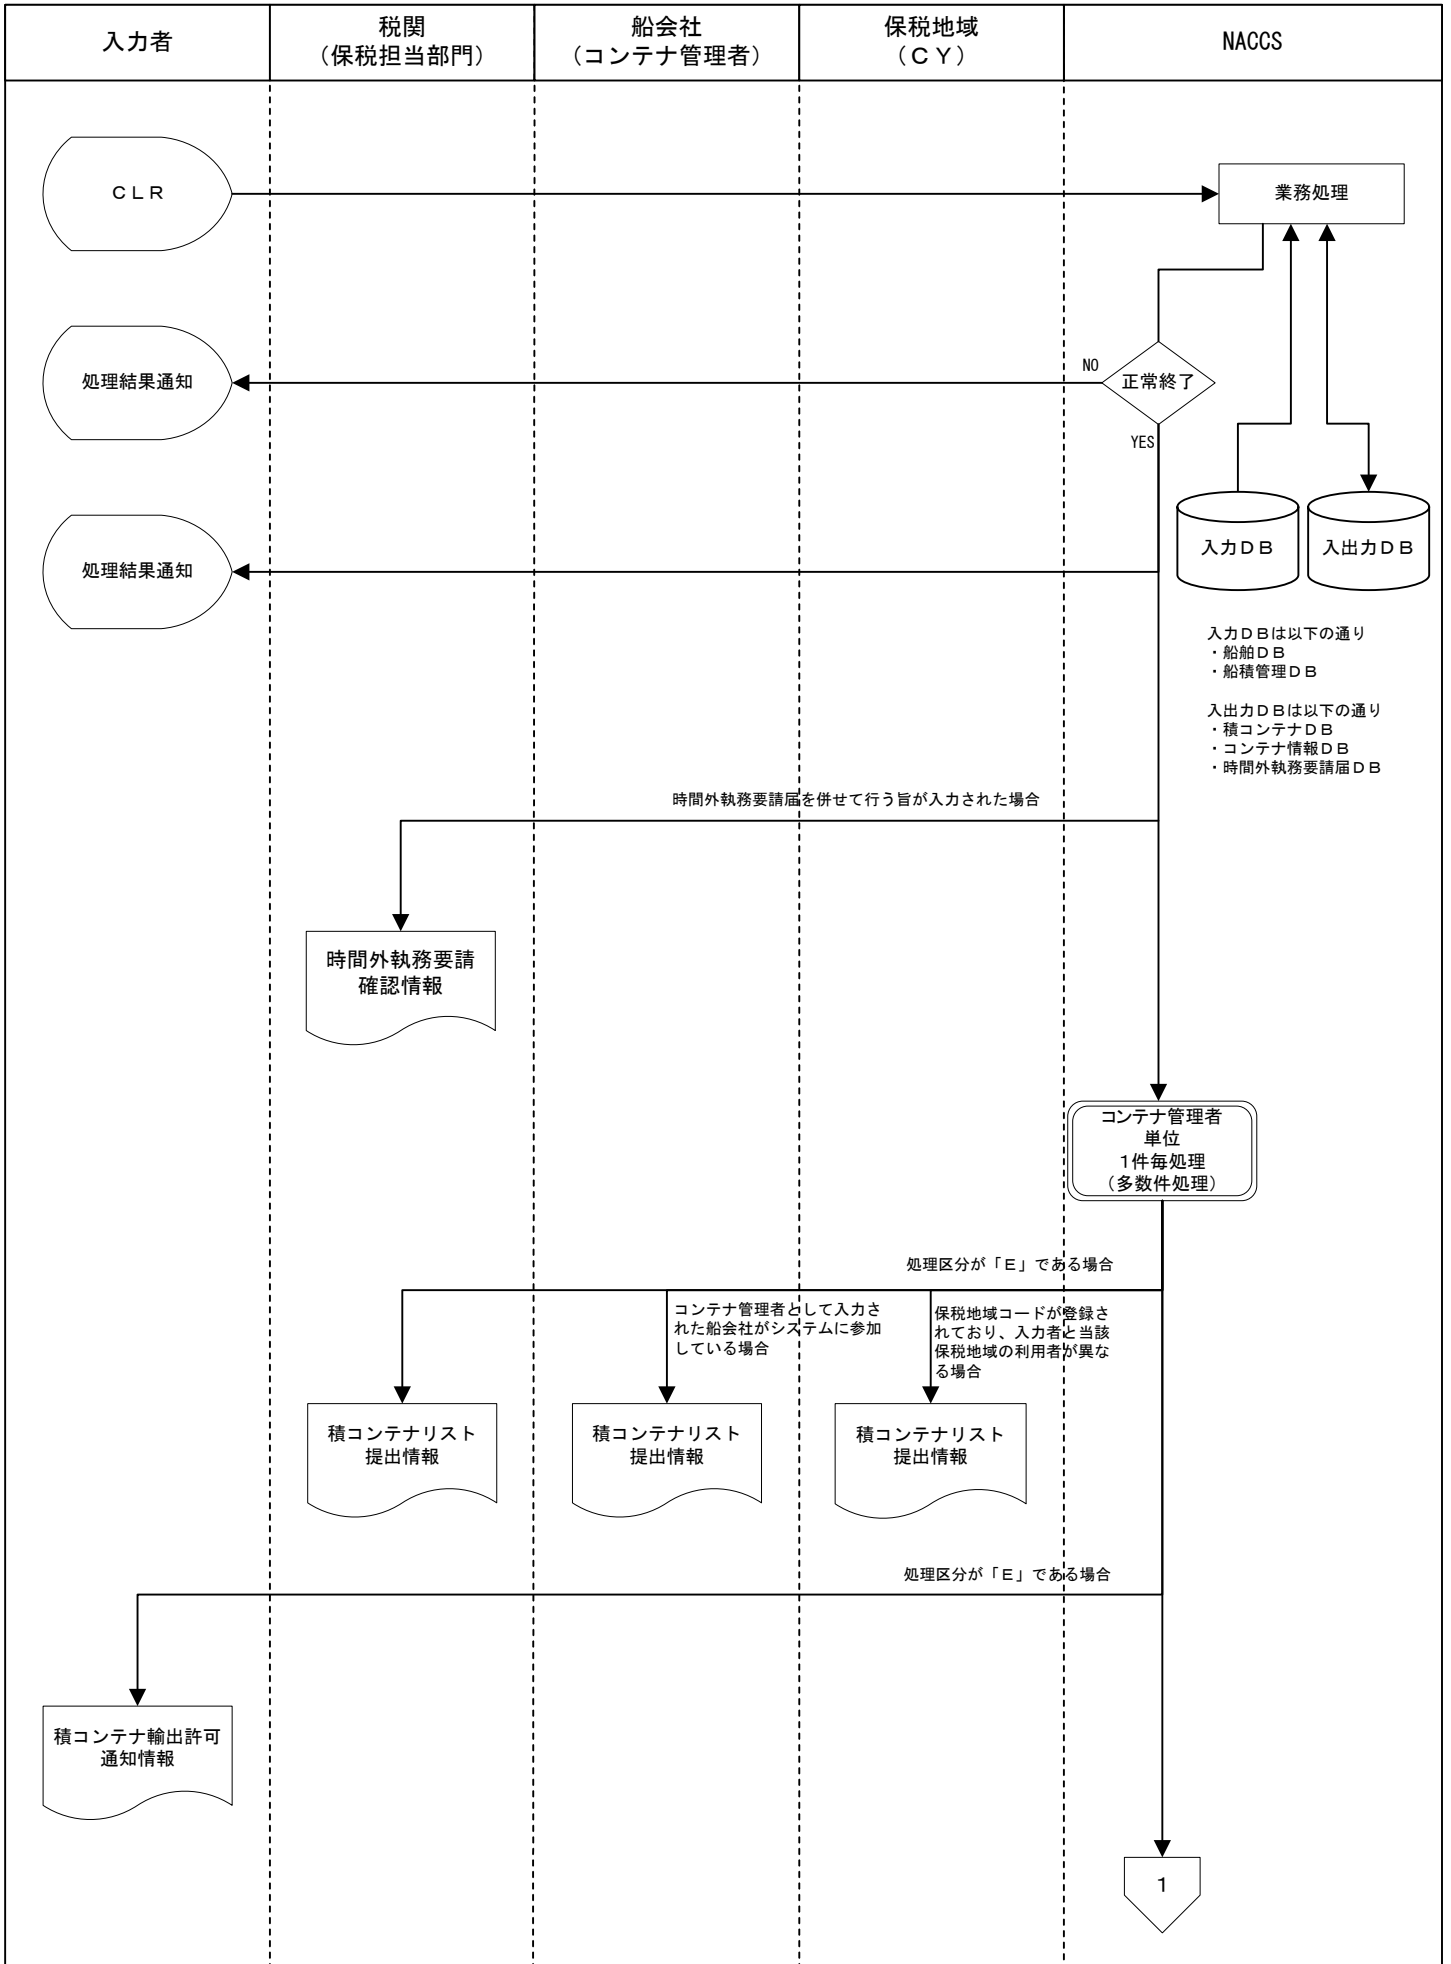 入力者
税関
（保税担当部門）
船会社
（コンテナ管理者）
保税地域
（ＣＹ）
NACCS
ＣＬＲ
業務処理
処理結果通知
NO
正常終了
YES
処理結果通知
入力ＤＢ
入出力ＤＢ
入力ＤＢは以下の通り
・船舶ＤＢ
・船積管理ＤＢ
入出力ＤＢは以下の通り
・積コンテナＤＢ
・コンテナ情報ＤＢ
・時間外執務要請届ＤＢ
時間外執務要請届を併せて行う旨が入力された場合
時間外執務要請
確認情報
コンテナ管理者
単位
１件毎処理
（多数件処理）
処理区分が「Ｅ」である場合
コンテナ管理者として入力さ
れた船会社がシステムに参加
している場合
保税地域コードが登録さ
れており、入力者と当該
保税地域の利用者が異な
る場合
積コンテナリスト
提出情報
積コンテナリスト
提出情報
積コンテナリスト
提出情報
処理区分が「Ｅ」である場合
積コンテナ輸出許可
通知情報
１